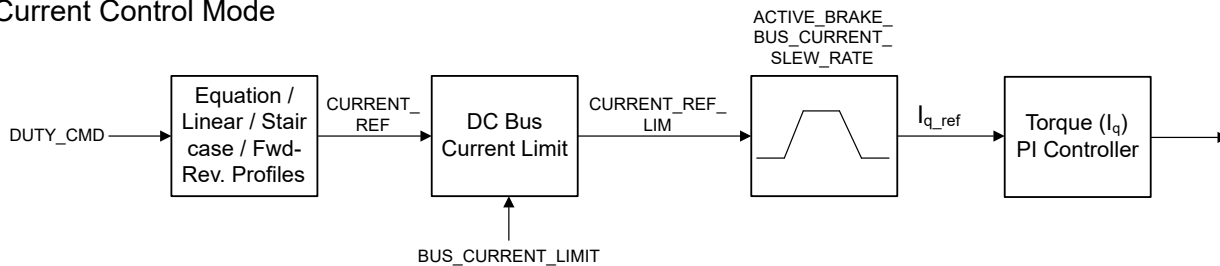 Current Control Mode
ACTIVE_BRAKE_
BUS_CURRENT_
SLEW_RATE
DUTY_CMD
Equation /
Linear / Stair
case / Fwd-
Rev. Profiles
CURRENT_
REF
DC Bus
Current Limit
CURRENT_REF_
LIM
Iq_ref
Torque (Iq)
PI Controller
BUS_CURRENT_LIMIT